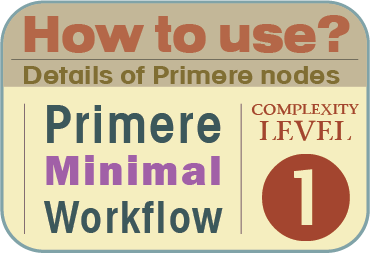 How to use?
Details of Primere nodes
Primere
Minimal
Workflow
COMPLEXITY
LEVEL
1